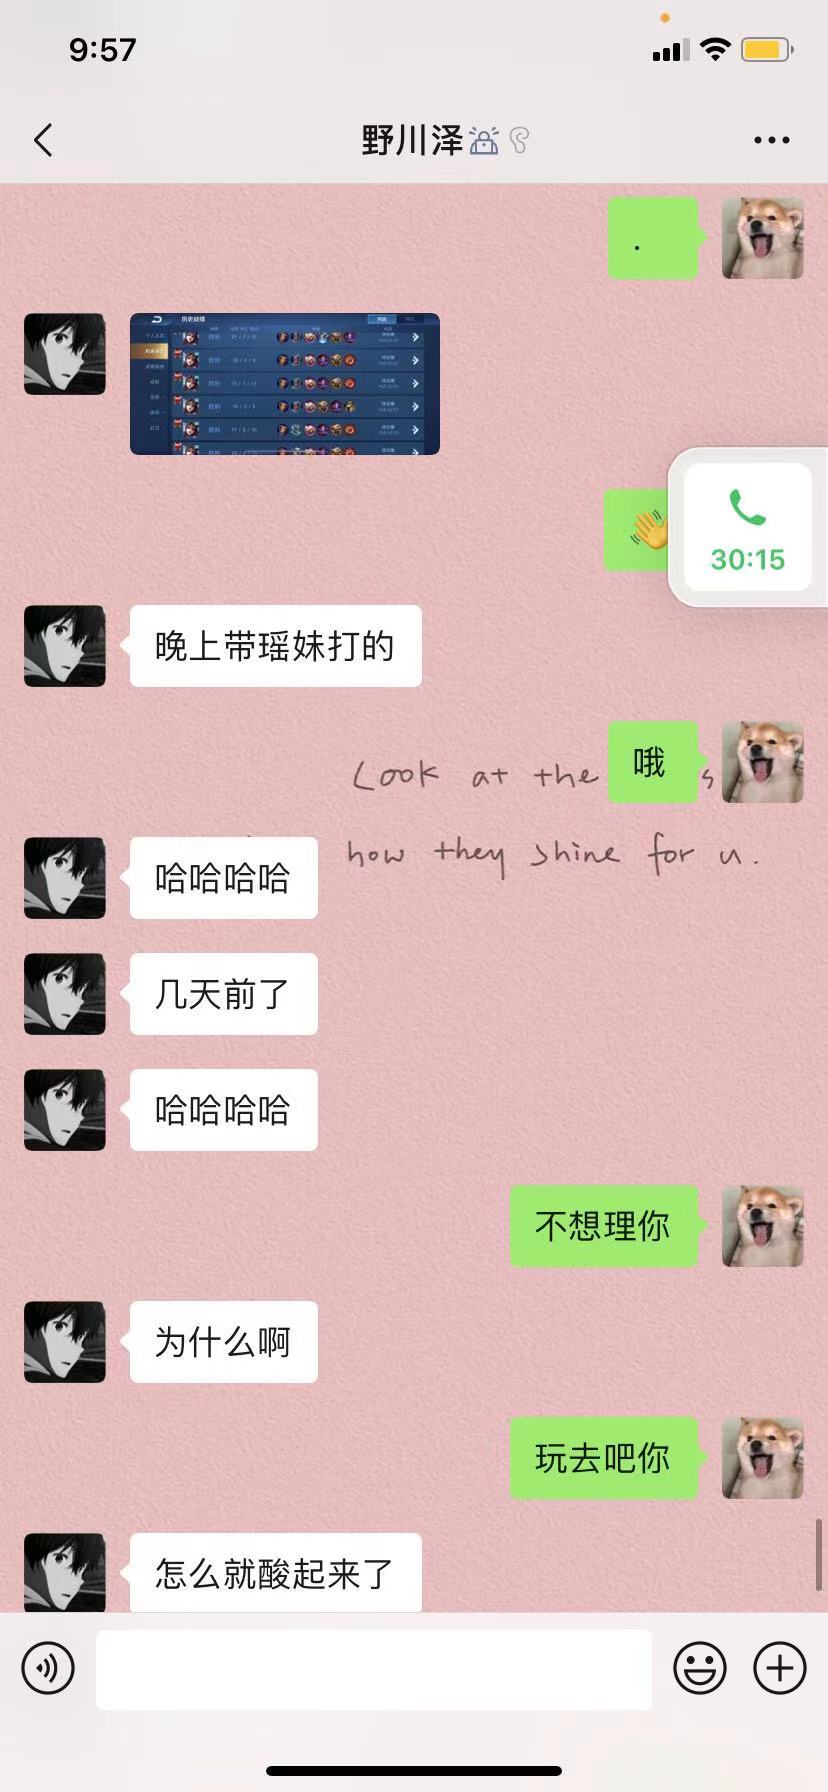 9:57
野川泽
.
历史战绩
30:15
晚上带瑶妹打的
哦
Look at the s
how they shine for u.
哈哈哈哈
几天前了
哈哈哈哈
不想理你
为什么啊
玩去吧你
怎么就酸起来了